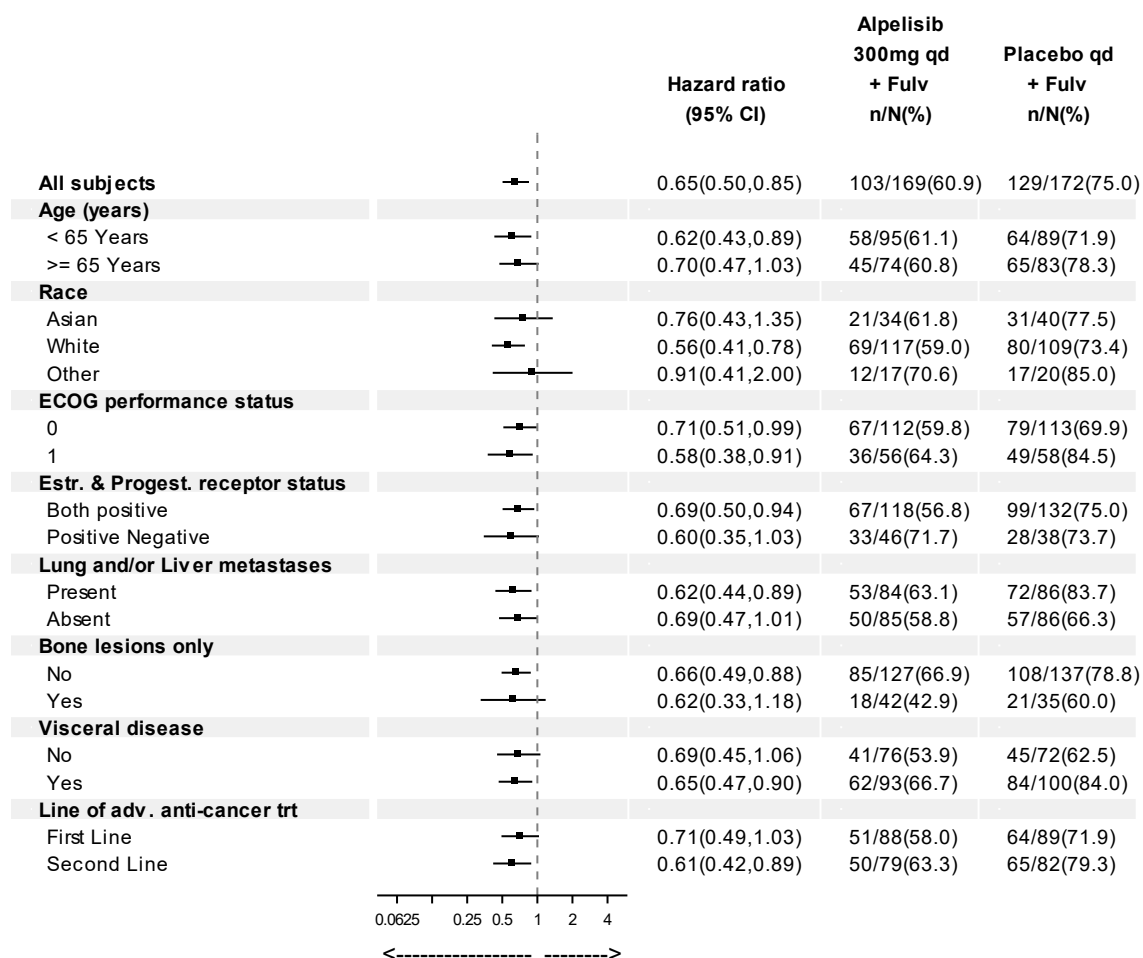 Alpelisib
300mg qd Placebo qd
Hazard ratio + Fulv + Fulv
(95% CI) n/N(%) n/N(%)
All subjects 0.65(0.50,0.85) 103/169(60.9) 129/172(75.0)
Age (years)
< 65 Years 0.62(0.43,0.89) 58/95(61.1) 64/89(71.9)
>= 65 Years 0.70(0.47,1.03) 45/74(60.8) 65/83(78.3)
Race
Asian 0.76(0.43,1.35) 21/34(61.8) 31/40(77.5)
White 0.56(0.41,0.78) 69/117(59.0) 80/109(73.4)
Other 0.91(0.41,2.00) 12/17(70.6) 17/20(85.0)
ECOG performance status
0 0.71(0.51,0.99) 67/112(59.8) 79/113(69.9)
1 0.58(0.38,0.91) 36/56(64.3) 49/58(84.5)
Estr. & Progest. receptor status
Both positive 0.69(0.50,0.94) 67/118(56.8) 99/132(75.0)
Positive Negative 0.60(0.35,1.03) 33/46(71.7) 28/38(73.7)
Lung and/or Liver metastases
Present 0.62(0.44,0.89) 53/84(63.1) 72/86(83.7)
Absent 0.69(0.47,1.01) 50/85(58.8) 57/86(66.3)
Bone lesions only
No 0.66(0.49,0.88) 85/127(66.9) 108/137(78.8)
Yes 0.62(0.33,1.18) 18/42(42.9) 21/35(60.0)
Visceral disease
No 0.69(0.45,1.06) 41/76(53.9) 45/72(62.5)
Yes 0.65(0.47,0.90) 62/93(66.7) 84/100(84.0)
Line of adv. anti-cancer trt
First Line 0.71(0.49,1.03) 51/88(58.0) 64/89(71.9)
Second Line 0.61(0.42,0.89) 50/79(63.3) 65/82(79.3)
0.0625 0.25 0.5 1 2 4
<----------------- -------->